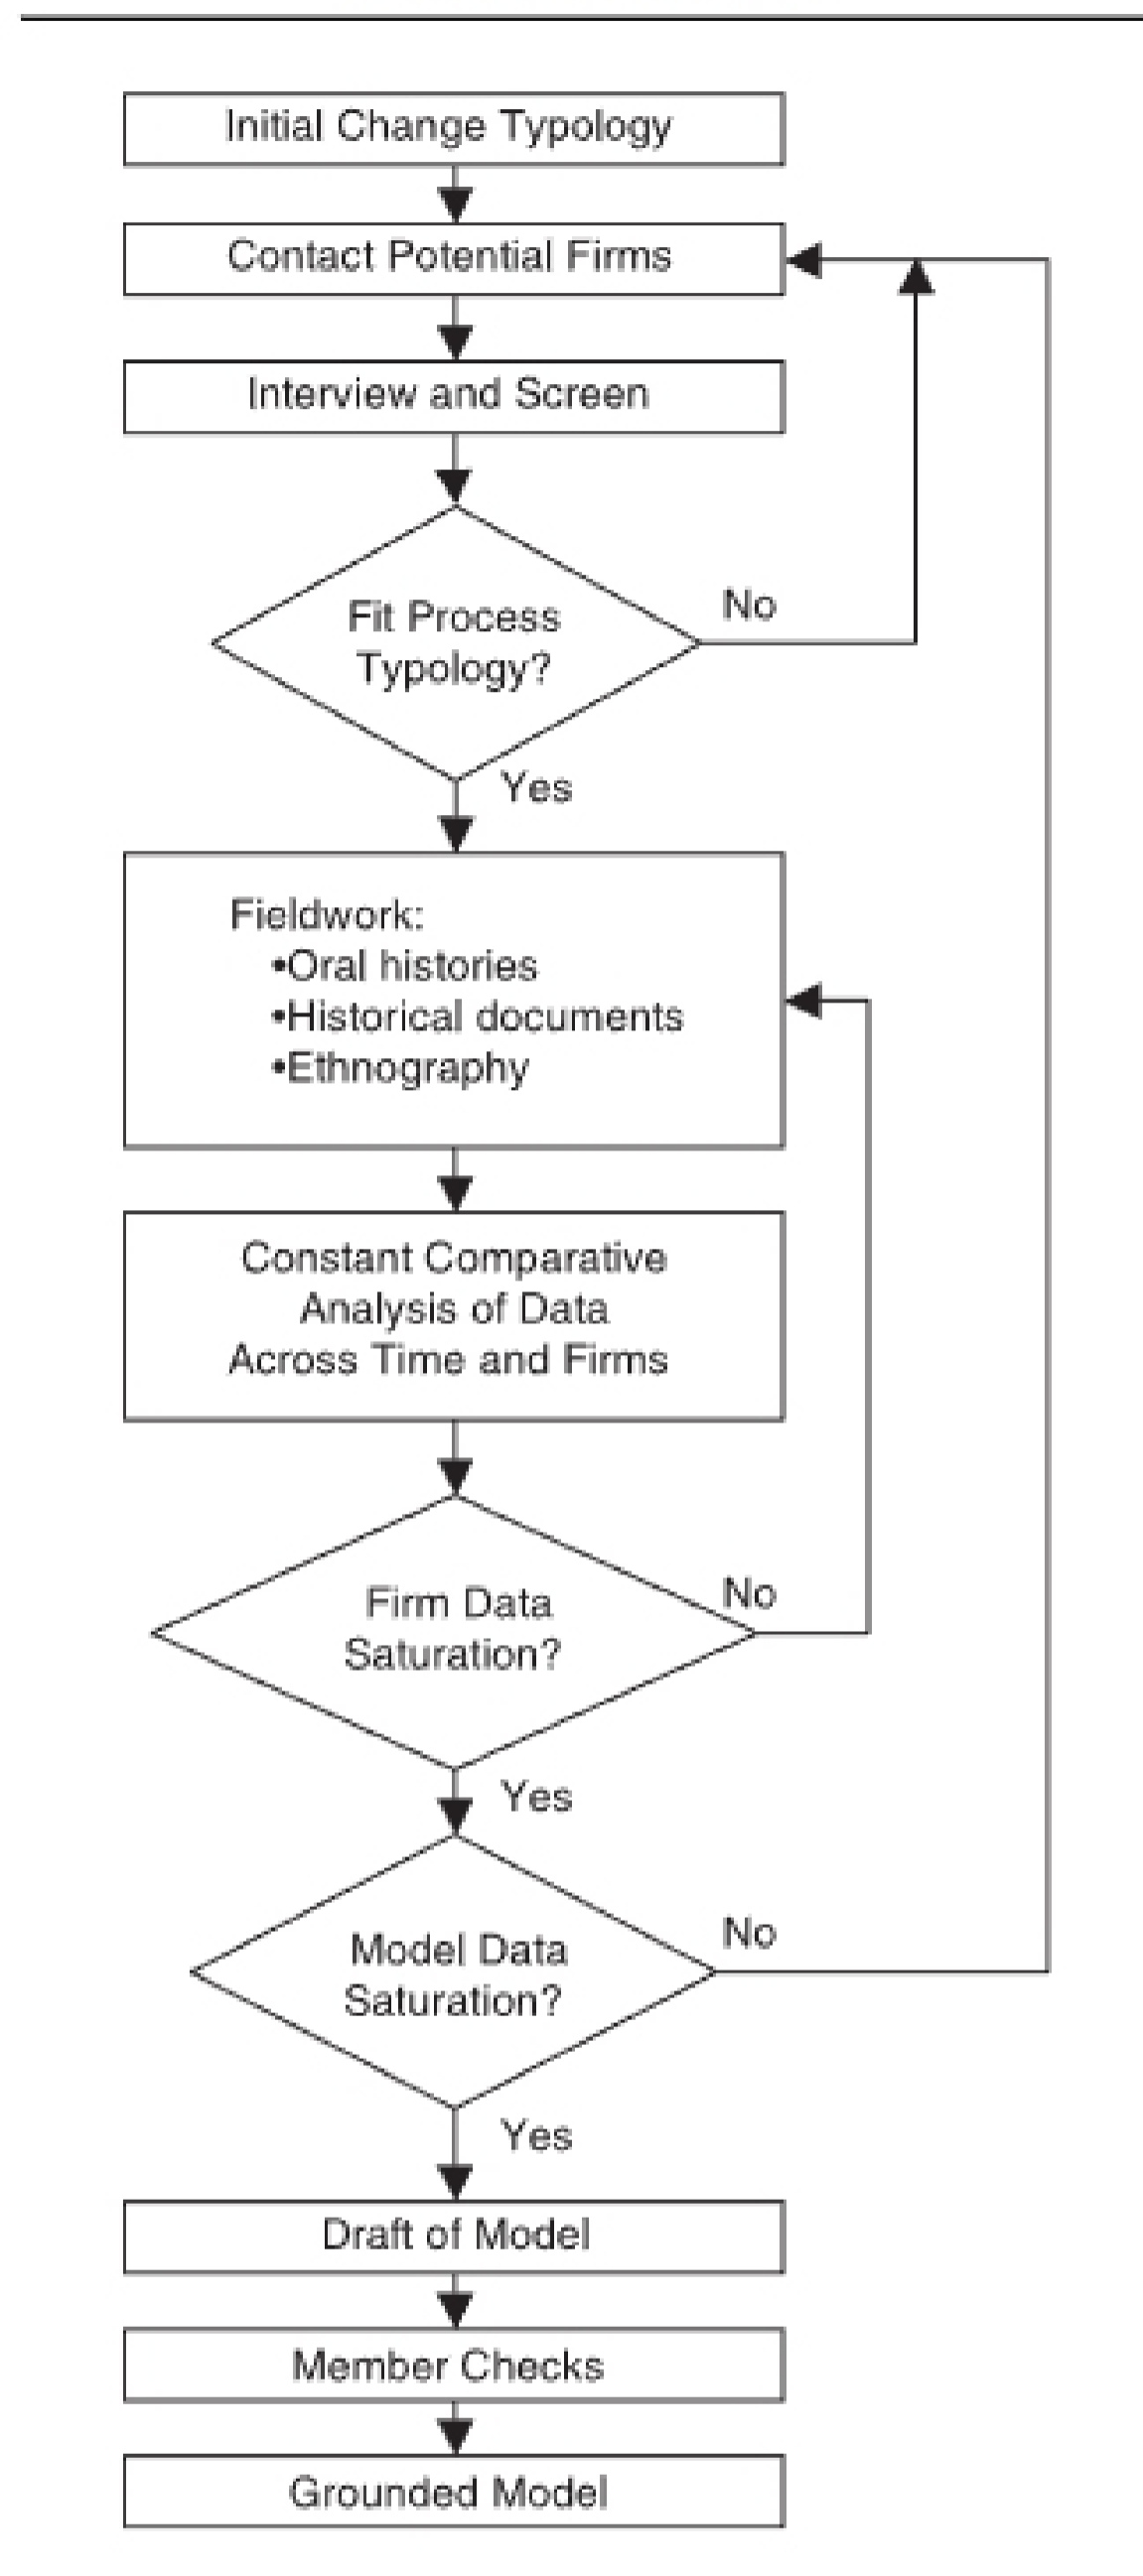 Initial Change Typology
Contact Potential Firms
Interview and Screen
Fit Process
Typology?
No
Yes
Fieldwork:
•Oral histories
•Historical documents
•Ethnography
Constant Comparative
Analysis of Data
Across Time and Firms
Firm Data
Saturation?
No
Yes
Model Data
Saturation?
No
Yes
Draft of Model
Member Checks
Grounded Model